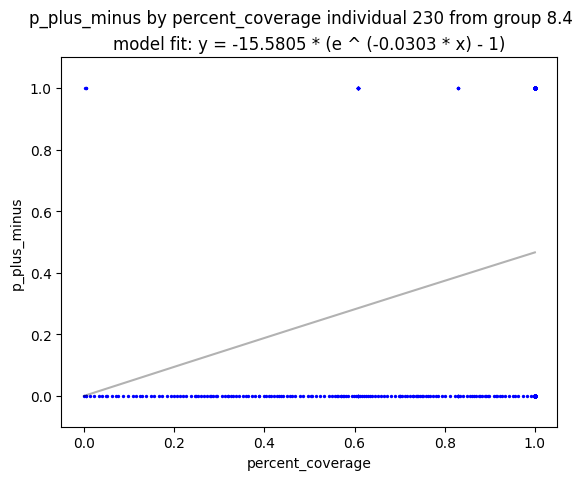 p_plus_minus by percent_coverage individual 230 from group 8.4
model fit: y = -15.5805 * (e ^ (-0.0303 * x) - 1)
1.0
0.8
0.6
0.4
0.2
0.0
p_plus_minus
0.0 0.2 0.4 0.6 0.8 1.0
percent_coverage